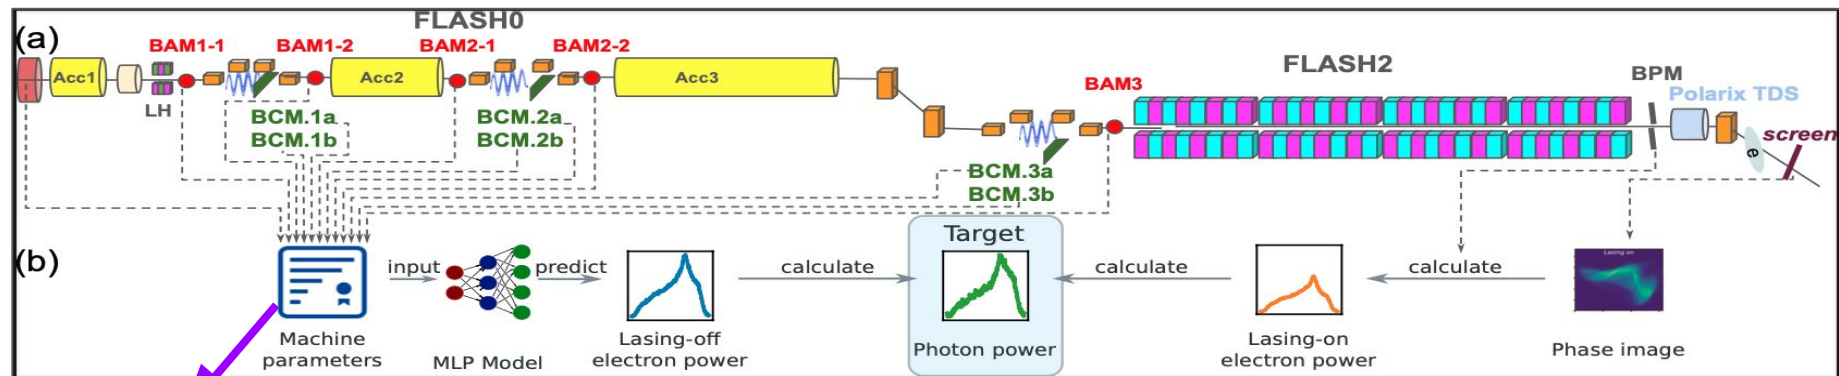 (a)
FLASH0
BAM1-1
BAM1-2
BAM2-1
BAM2-2
Acc1
Acc2
Acc3
LH
BCM.1a
BCM.1b
BCM.2a
BCM.2b
BAM3
FLASH2
BPM
Polarix TDS
e
screen
BCM.3a
BCM.3b
(b)
Machine
parameters
input
MLP Model
predict
Lasing-off
electron power
calculate
Target
Photon power
calculate
Lasing-on
electron power
calculate
Lasing on
Phase image